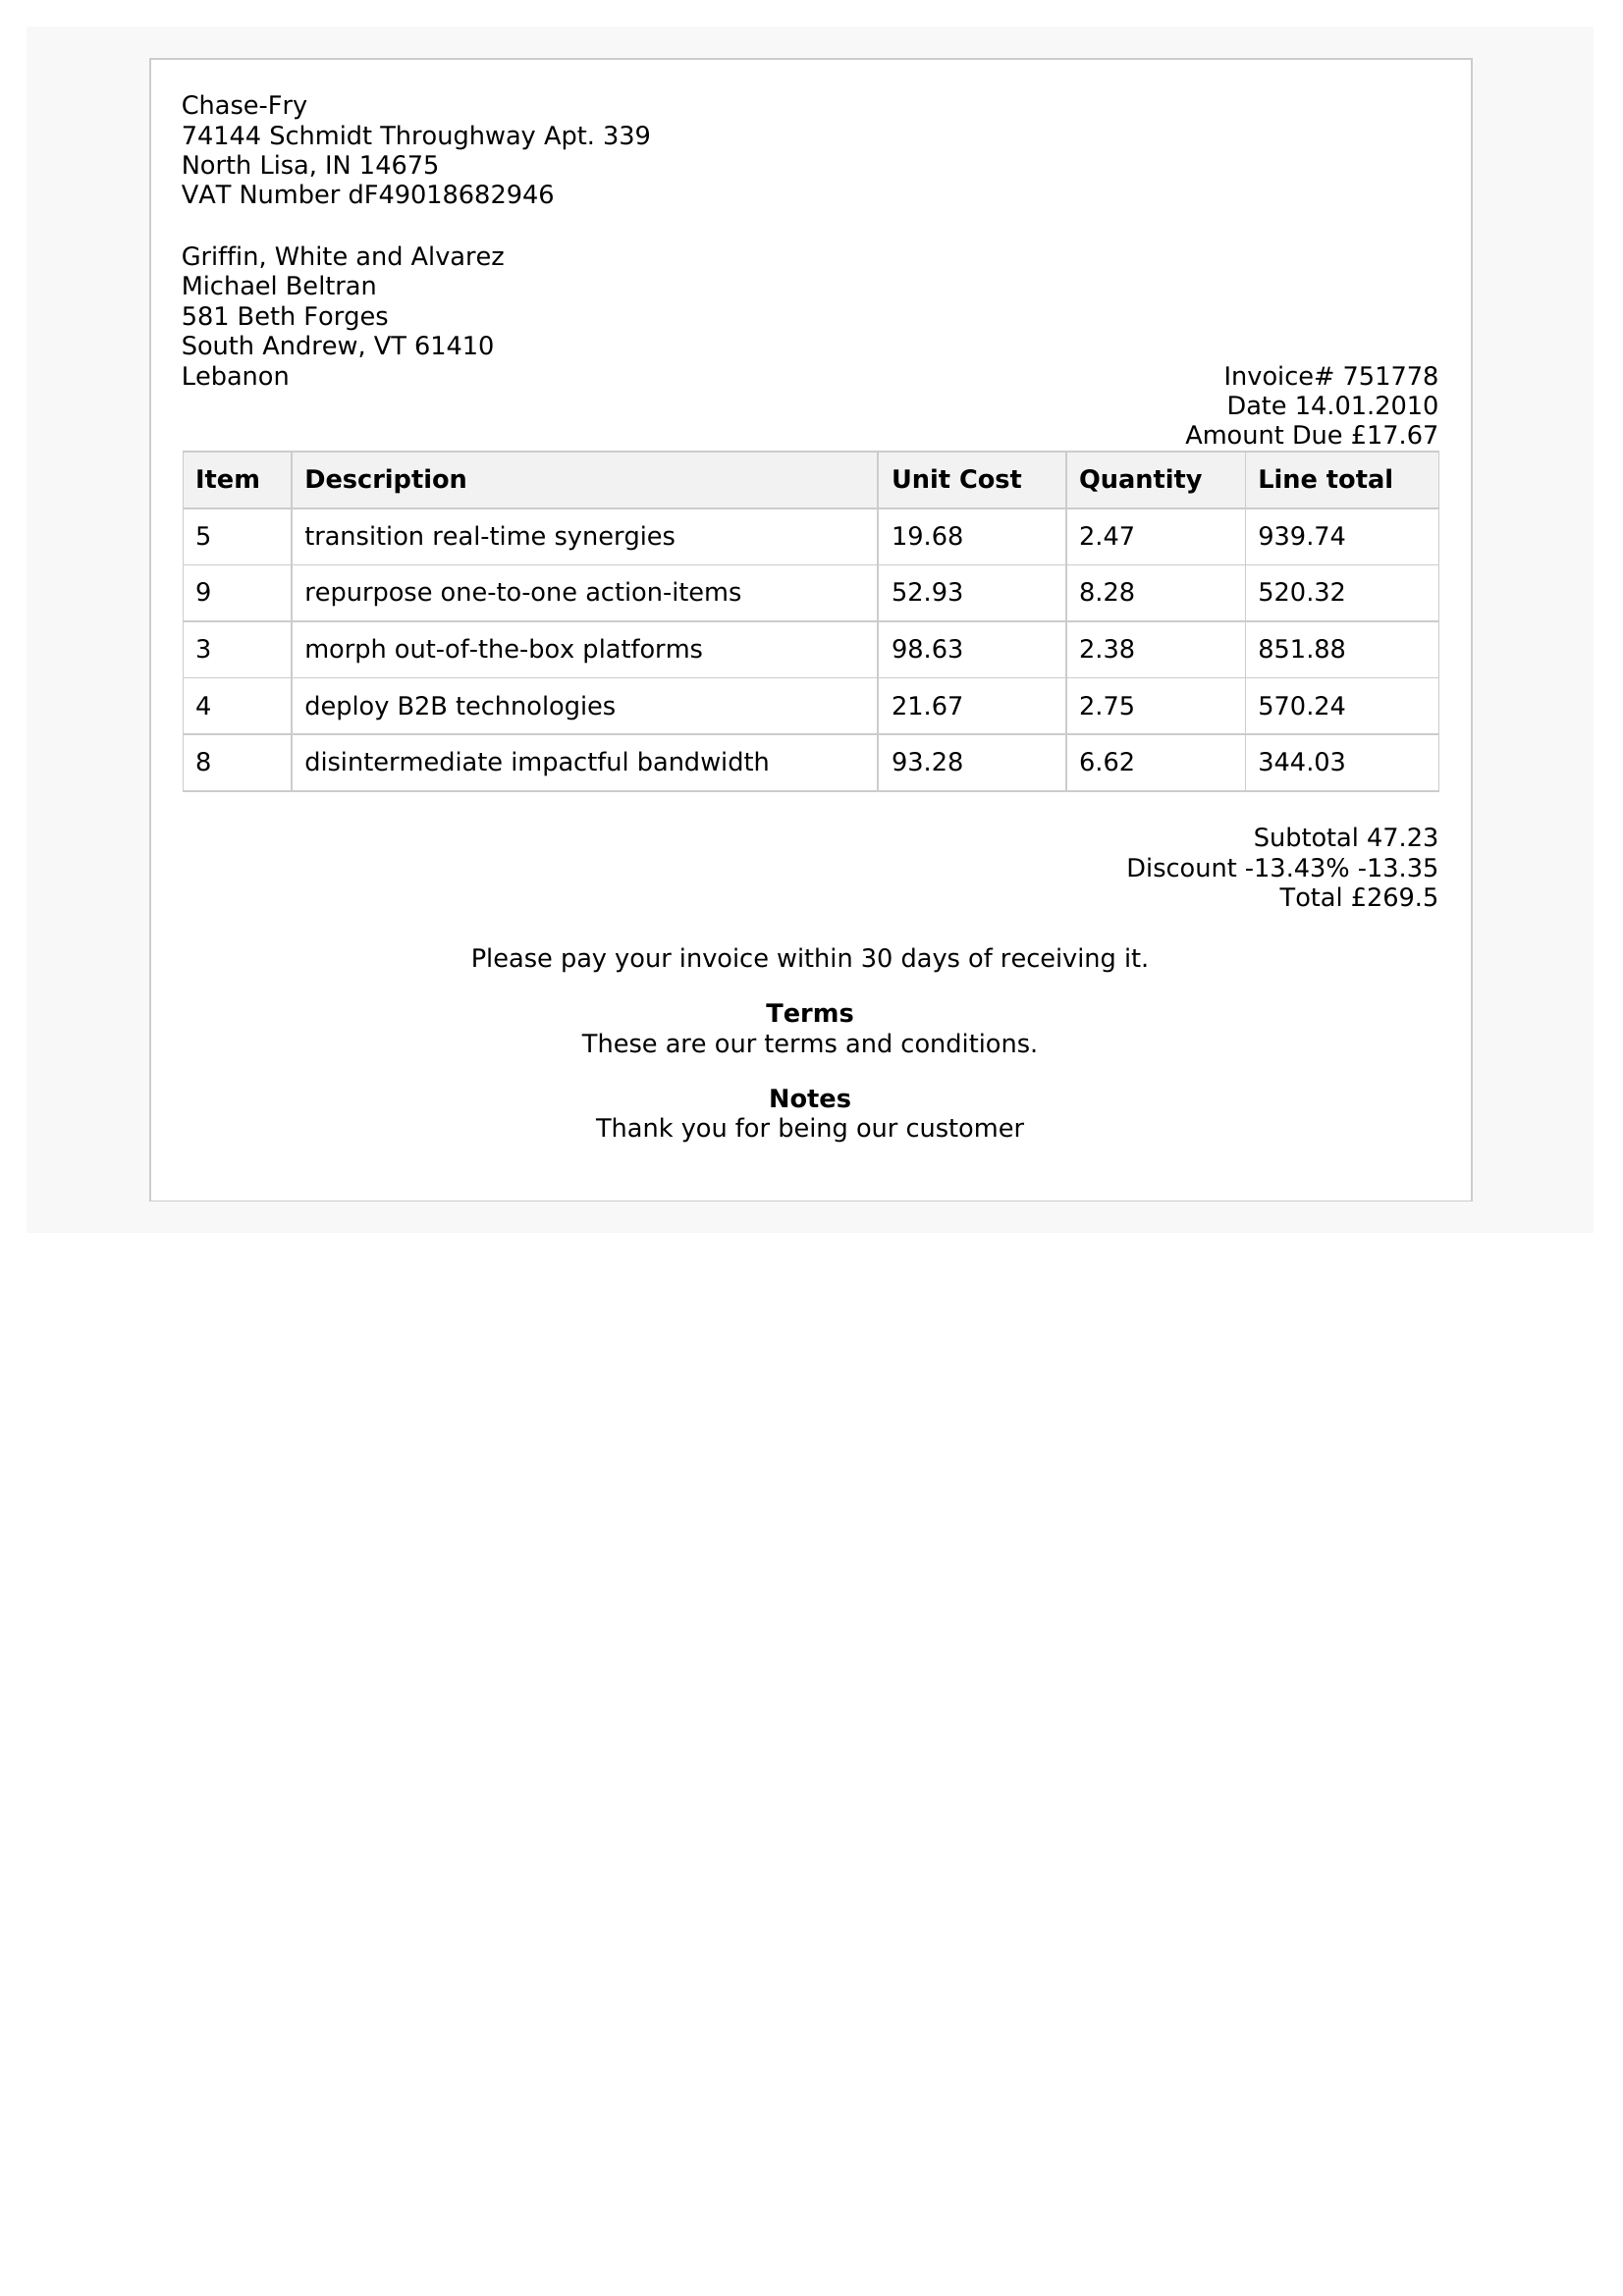 Chase-Fry
74144 Schmidt Throughway Apt. 339
North Lisa, IN 14675
VAT Number dF49018682946
Griffin, White and Alvarez
Michael Beltran
581 Beth Forges
South Andrew, VT 61410
Lebanon
Invoice# 751778
Date 14.01.2010
Amount Due £17.67
Item Description Unit Cost Quantity Line total
5 transition real-time synergies 19.68 2.47 939.74
9 repurpose one-to-one action-items 52.93 8.28 520.32
3 morph out-of-the-box platforms 98.63 2.38 851.88
4 deploy B2B technologies 21.67 2.75 570.24
8 disintermediate impactful bandwidth 93.28 6.62 344.03
Subtotal 47.23
Discount -13.43% -13.35
Total £269.5
Please pay your invoice within 30 days of receiving it.
Terms
These are our terms and conditions.
Notes
Thank you for being our customer